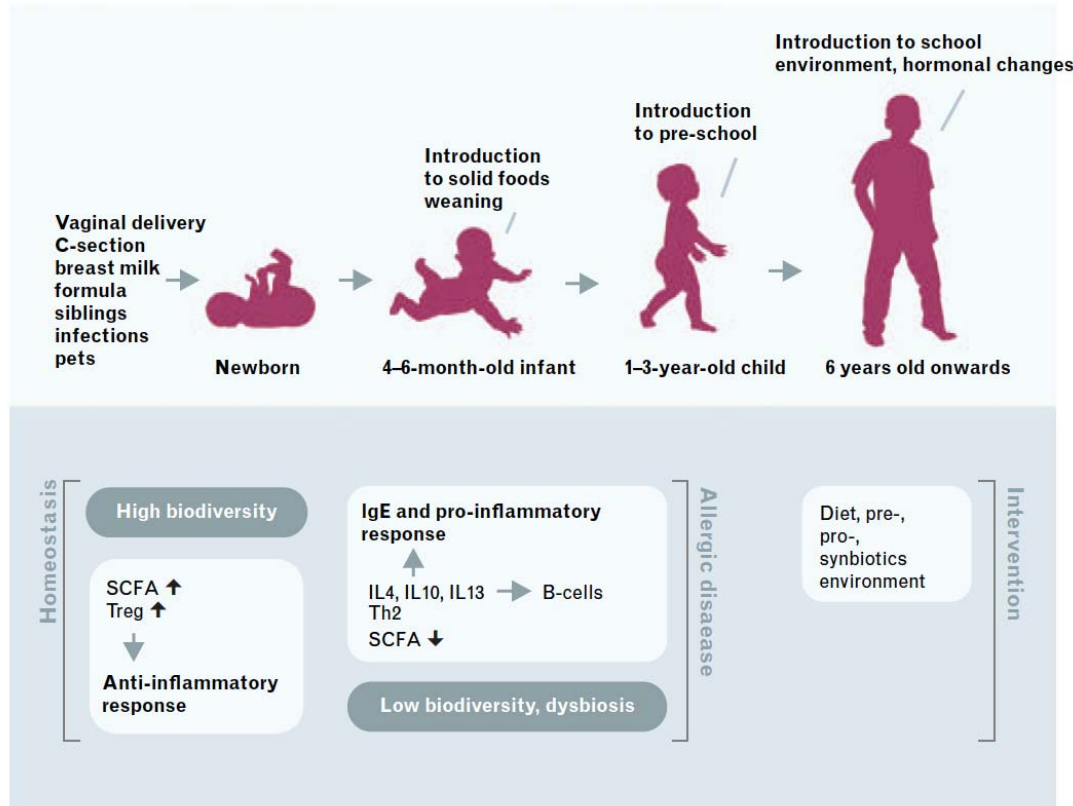 Introduction to school
environment, hormonal changes
Introduction
to pre-school
Introduction
to solid foods
weaning
Vaginal delivery
C-section
breast milk
formula
siblings
infections
pets
Newborn
4–6-month-old infant
1–3-year-old child
6 years old onwards
Homeostasis
High biodiversity
SCFA ↑
Treg ↑
Anti-inflammatory
response
IgE and pro-inflammatory
response
IL4, IL10, IL13 → B-cells
Th2
SCFA ↓
Low biodiversity, dysbiosis
Allergic disaease
Diet, pre-,
pro-,
synbiotics
environment
Intervention